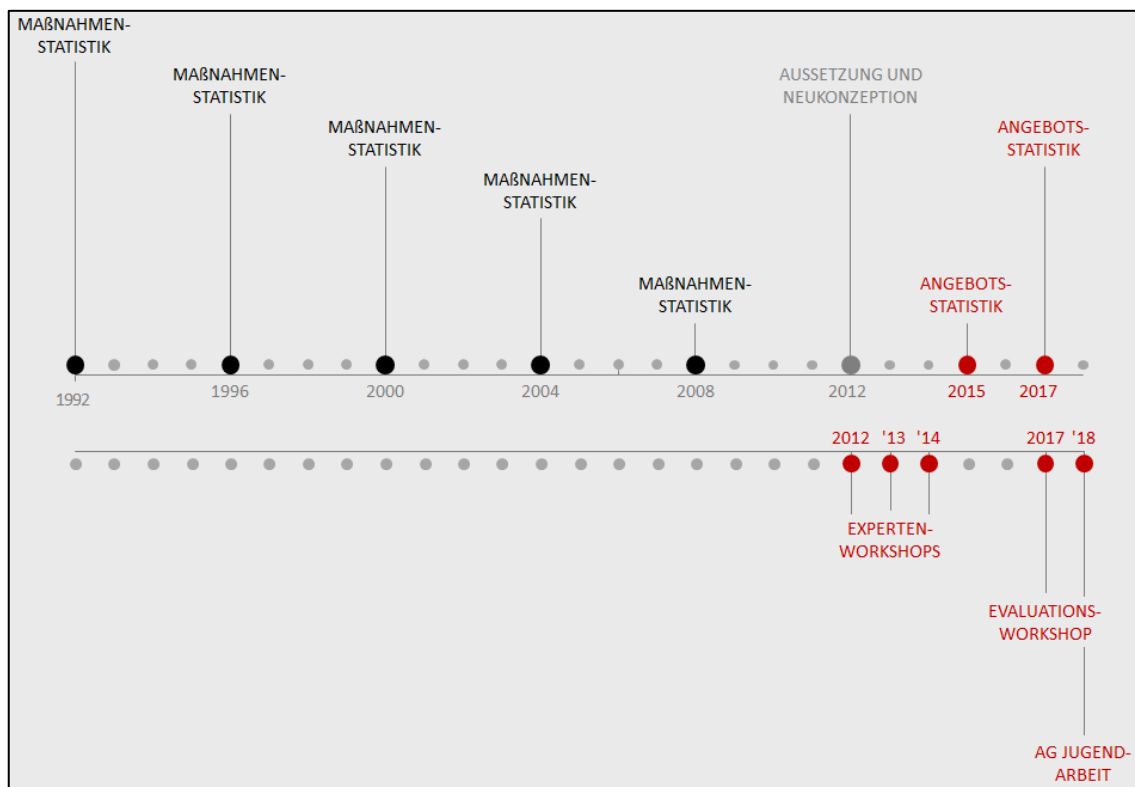 MAßNAHMEN-
STATISTIK
MAßNAHMEN-
STATISTIK
MAßNAHMEN-
STATISTIK
MAßNAHMEN-
STATISTIK
MAßNAHMEN-
STATISTIK
AUSSETZUNG UND
NEUKONZEPTION
ANGEBOTS-
STATISTIK
ANGEBOTS-
STATISTIK
1992 1996 2000 2004 2008 2012 2015 2017
2012 '13 '14 2017 '18
EXPERTEN-
WORKSHOPS
EVALUATIONS-
WORKSHOP
AG JUGEND-
ARBEIT